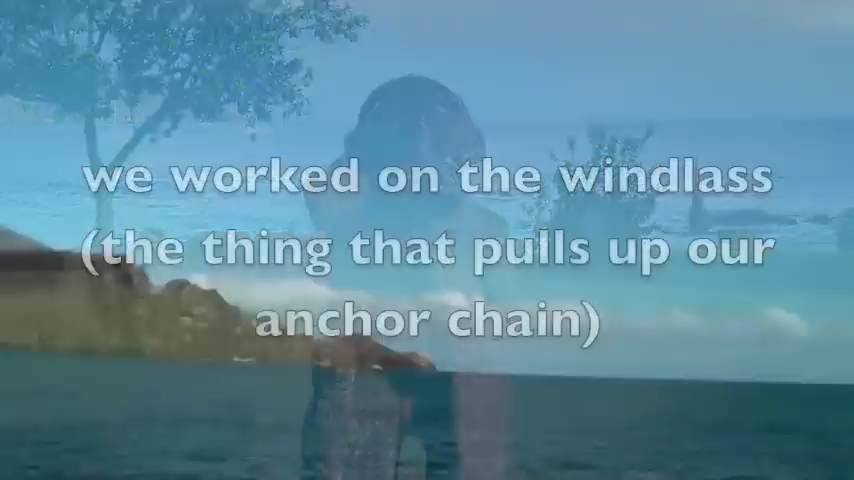 we worked on the windlass
(the thing that pulls up our
anchor chain)